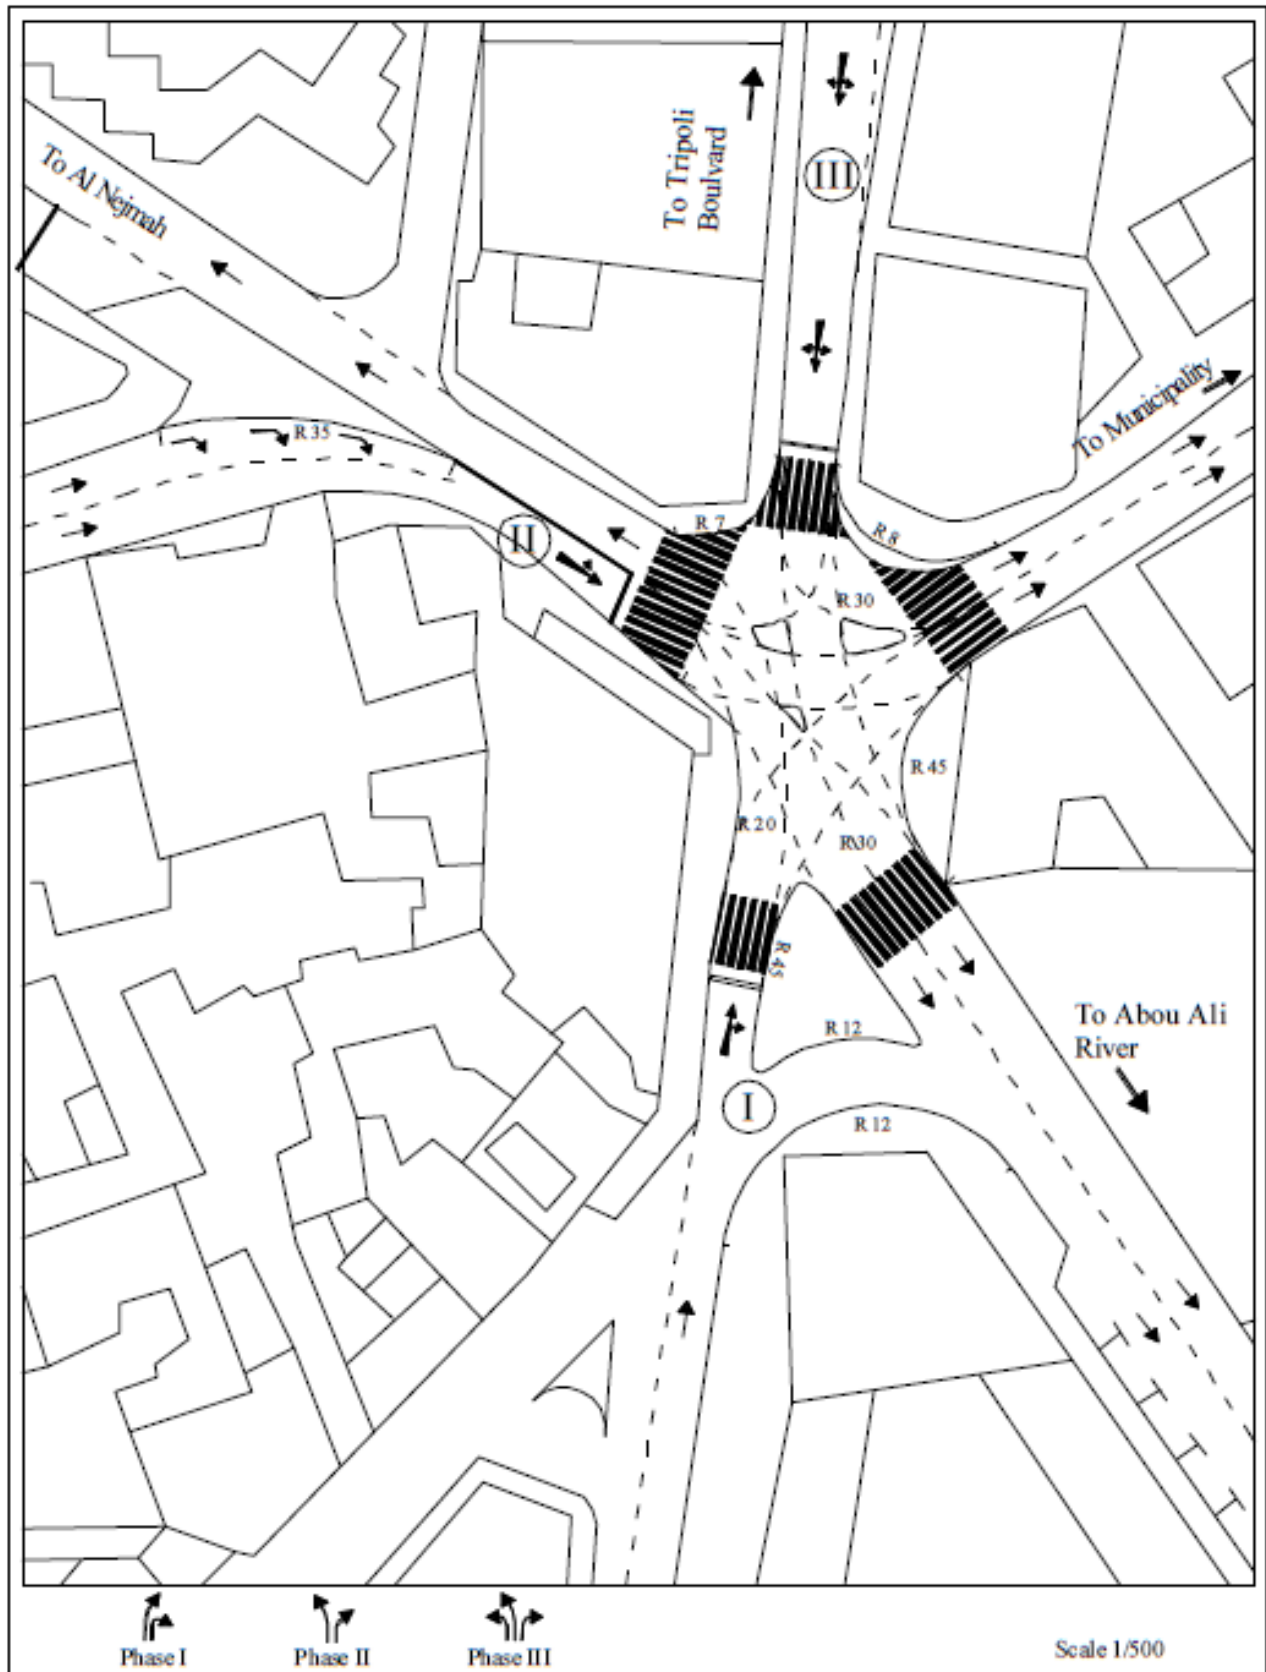 To Tripoli
Boulvard
III
To Al Nejmah
To Municipality
R 35
II
R 7
R 8
R 30
R 45
R 20
R 30
R 45
R 12
To Abou Ali
River
I
R 12
Phase I
Phase II
Phase III
Scale 1/500